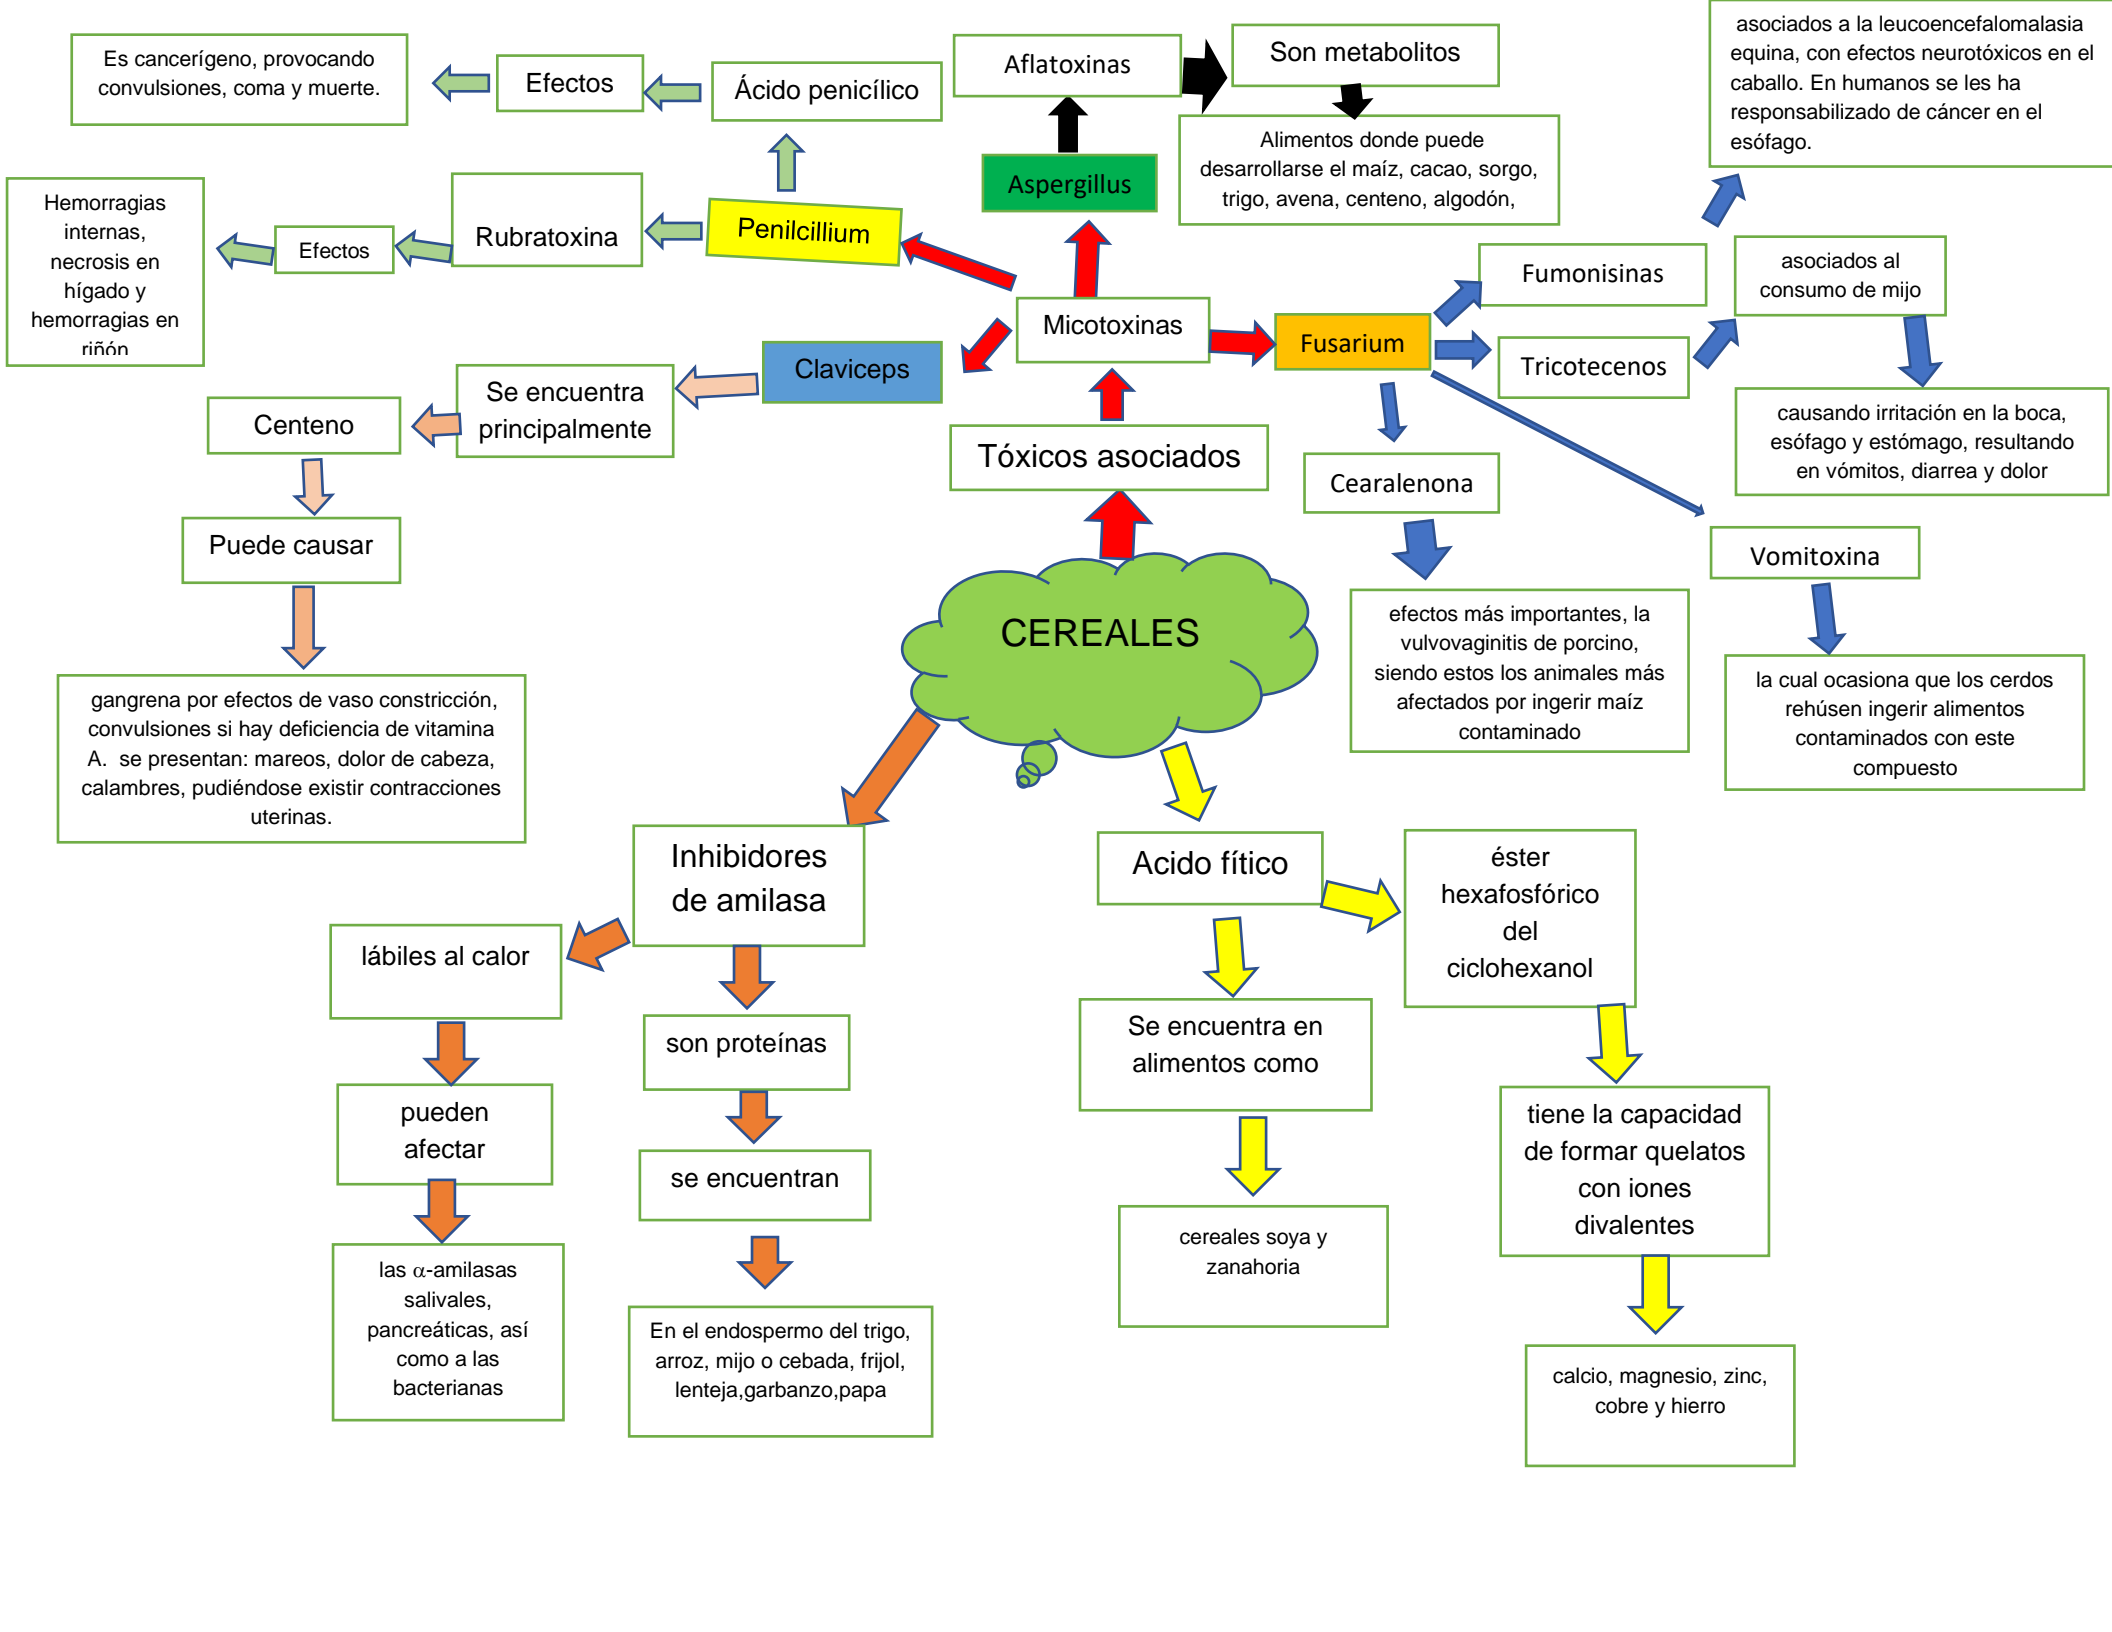 Es cancerígeno, provocando
convulsiones, coma y muerte.
Efectos
Ácido penicílico
Aflatoxinas
Son metabolitos
Alimentos donde puede
desarrollarse el maíz, cacao, sorgo,
trigo, avena, centeno, algodón,
asociados a la leucoencefalomalasia
equina, con efectos neurotóxicos en el
caballo. En humanos se les ha
responsabilizado de cáncer en el
esófago.
Hemorragias
internas,
necrosis en
hígado y
hemorragias en
riñón
Efectos
Rubratoxina
Penilcillium
Aspergillus
Fumonisinas
asociados al
consumo de mijo
Micotoxinas
Fusarium
Tricotecenos
causando irritación en la boca,
esófago y estómago, resultando
en vómitos, diarrea y dolor
Claviceps
Se encuentra
principalmente
Centeno
Puede causar
gangrena por efectos de vaso constricción,
convulsiones si hay deficiencia de vitamina
A.  se presentan: mareos, dolor de cabeza,
calambres, pudiéndose existir contracciones
uterinas.
Tóxicos asociados
Cearalenona
efectos más importantes, la
vulvovaginitis de porcino,
siendo estos los animales más
afectados por ingerir maíz
contaminado
Vomitoxina
la cual ocasiona que los cerdos
rehúsen ingerir alimentos
contaminados con este
compuesto
CEREALES
Inhibidores
de amilasa
lábiles al calor
pueden
afectar
las α-amilasas
salivales,
pancreáticas, así
como a las
bacterianas
son proteínas
se encuentran
En el endospermo del trigo,
arroz, mijo o cebada, frijol,
lenteja,garbanzo,papa
Acido fítico
Se encuentra en
alimentos como
cereales soya y
zanahoria
éster
hexafosfórico
del
ciclohexanol
tiene la capacidad
de formar quelatos
con iones
divalentes
calcio, magnesio, zinc,
cobre y hierro